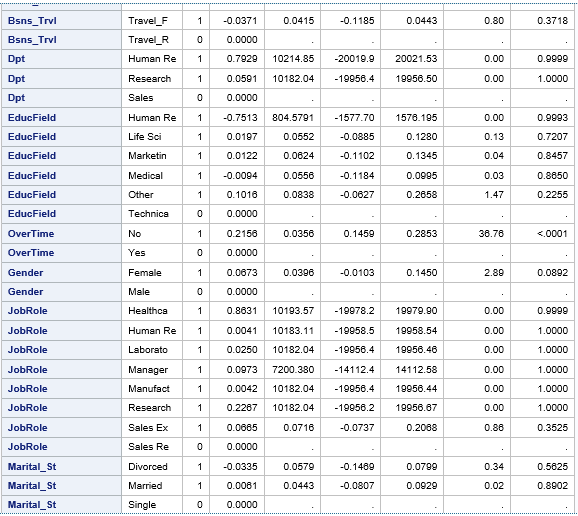 Bsns_Trvl Travel_F 1 -0.0371 0.0415 -0.1185 0.0443 0.80 0.3718
Bsns_Trvl Travel_R 0 0.0000 . . . . .
Dpt Human Re 1 0.7929 10214.85 -20019.9 20021.53 0.00 0.9999
Dpt Research 1 0.0591 10182.04 -19956.4 19956.50 0.00 1.0000
Dpt Sales 0 0.0000 . . . . .
EducField Human Re 1 -0.7513 804.5791 -1577.70 1576.195 0.00 0.9993
EducField Life Sci 1 0.0197 0.0552 -0.0885 0.1280 0.13 0.7207
EducField Marketin 1 0.0122 0.0624 -0.1102 0.1345 0.04 0.8457
EducField Medical 1 -0.0094 0.0556 -0.1184 0.0995 0.03 0.8650
EducField Other 1 0.1016 0.0838 -0.0627 0.2658 1.47 0.2255
EducField Technica 0 0.0000 . . . . .
OverTime No 1 0.2156 0.0356 0.1459 0.2853 36.76 <.0001
OverTime Yes 0 0.0000 . . . . .
Gender Female 1 0.0673 0.0396 -0.0103 0.1450 2.89 0.0892
Gender Male 0 0.0000 . . . . .
JobRole Healthca 1 0.8631 10193.57 -19978.2 19979.90 0.00 0.9999
JobRole Human Re 1 0.0041 10183.11 -19958.5 19958.54 0.00 1.0000
JobRole Laborato 1 0.0250 10182.04 -19956.4 19956.46 0.00 1.0000
JobRole Manager 1 0.0973 7200.380 -14112.4 14112.58 0.00 1.0000
JobRole Manufact 1 0.0042 10182.04 -19956.4 19956.44 0.00 1.0000
JobRole Research 1 0.2267 10182.04 -19956.2 19956.67 0.00 1.0000
JobRole Sales Ex 1 0.0665 0.0716 -0.0737 0.2068 0.86 0.3525
JobRole Sales Re 0 0.0000 . . . . .
Marital_St Divorced 1 -0.0335 0.0579 -0.1469 0.0799 0.34 0.5625
Marital_St Married 1 0.0061 0.0443 -0.0807 0.0929 0.02 0.8902
Marital_St Single 0 0.0000 . . . . .